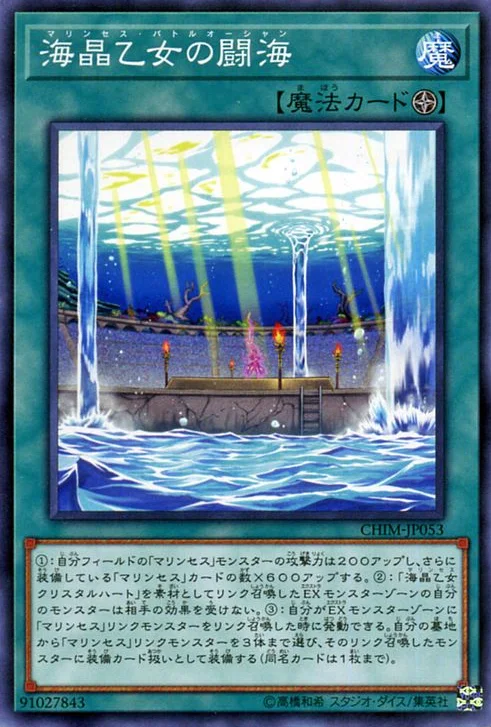 マリンセス・バトルオーシャン
海晶乙女の闘海
魔
【魔法カード】
CHIM-JP053
①:自分フィールドの「マリンセス」モンスターの攻撃力は200アップし、さらに
装備している「マリンセス」カードの数×600アップする。②:「海晶乙女
クリスタルハート」を素材としてリンク召喚したEXモンスターゾーンの自分
のモンスターは相手の効果を受けない。③:自分がEXモンスターゾーンに
「マリンセス」リンクモンスターをリンク召喚した時に発動できる。自分の墓地
から「マリンセス」リンクモンスターを3体まで選び、そのリンク召喚したモン
スターに装備カード扱いとして装備する(同名カードは1枚まで)。
91027843
©高橋和希 スタジオ・ダイス/集英社